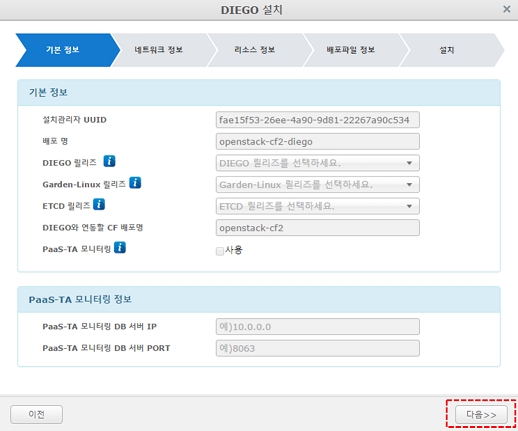 DIEGO 설치
기본 정보
네트워크 정보
리소스 정보
배포파일 정보
설치
기본 정보
설치관리자 UUID
fae15f53-26ee-4a90-9d81-22267a90c534
배포 명
openstack-cf2-diego
DIEGO 릴리즈
DIEGO 릴리즈를 선택하세요.
Garden-Linux 릴리즈
Garden-Linux 릴리즈를 선택하세요.
ETCD 릴리즈
ETCD 릴리즈를 선택하세요.
DIEGO와 연동할 CF 배포명
openstack-cf2
PaaS-TA 모니터링
사용
PaaS-TA 모니터링 정보
PaaS-TA 모니터링 DB 서버 IP
예)10.0.0.0
PaaS-TA 모니터링 DB 서버 PORT
예)8063
이전
다음>>